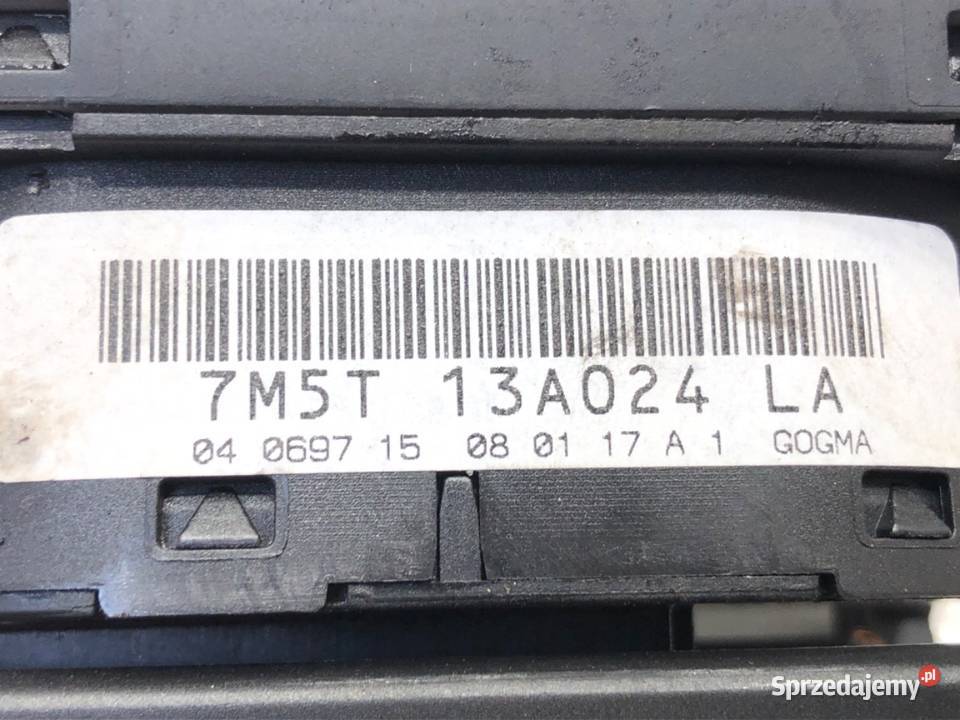 7M5T 13A024 LA
04 0697 15 08 01 17 A 1 GOGMA
Sprzedajemy.pl